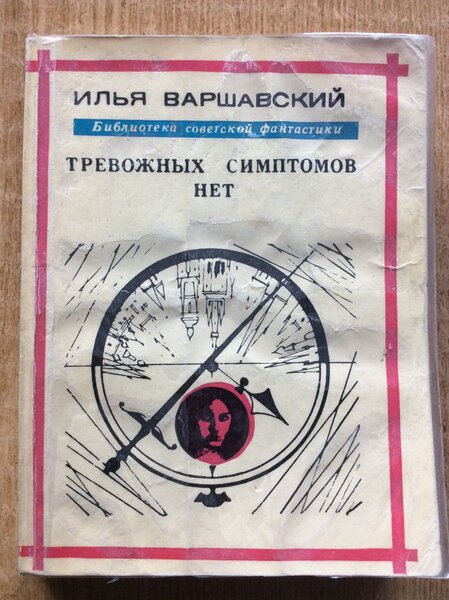 ИЛЬЯ ВАРШАВСКИЙ
Библиотека советской фантастики
ТРЕВОЖНЫХ СИМПТОМОВ
НЕТ